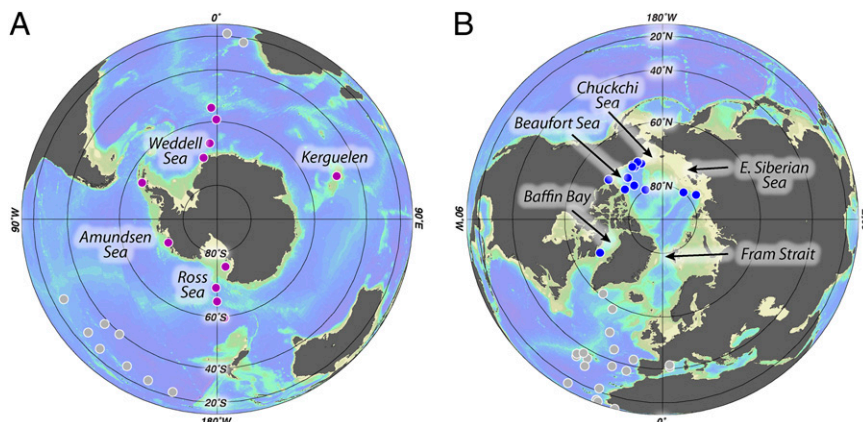 A
0°
Weddell
Sea
Kerguelen
90°W
90°E
Amundsen
Sea
80°S
Ross
Sea
60°S
40°S
20°S
180°W
B
180°W
20°N
40°N
Chuckchi
Sea
Beaufort Sea
60°N
E. Siberian
Sea
80°N
Baffin Bay
90°W
90°E
Fram Strait
0°